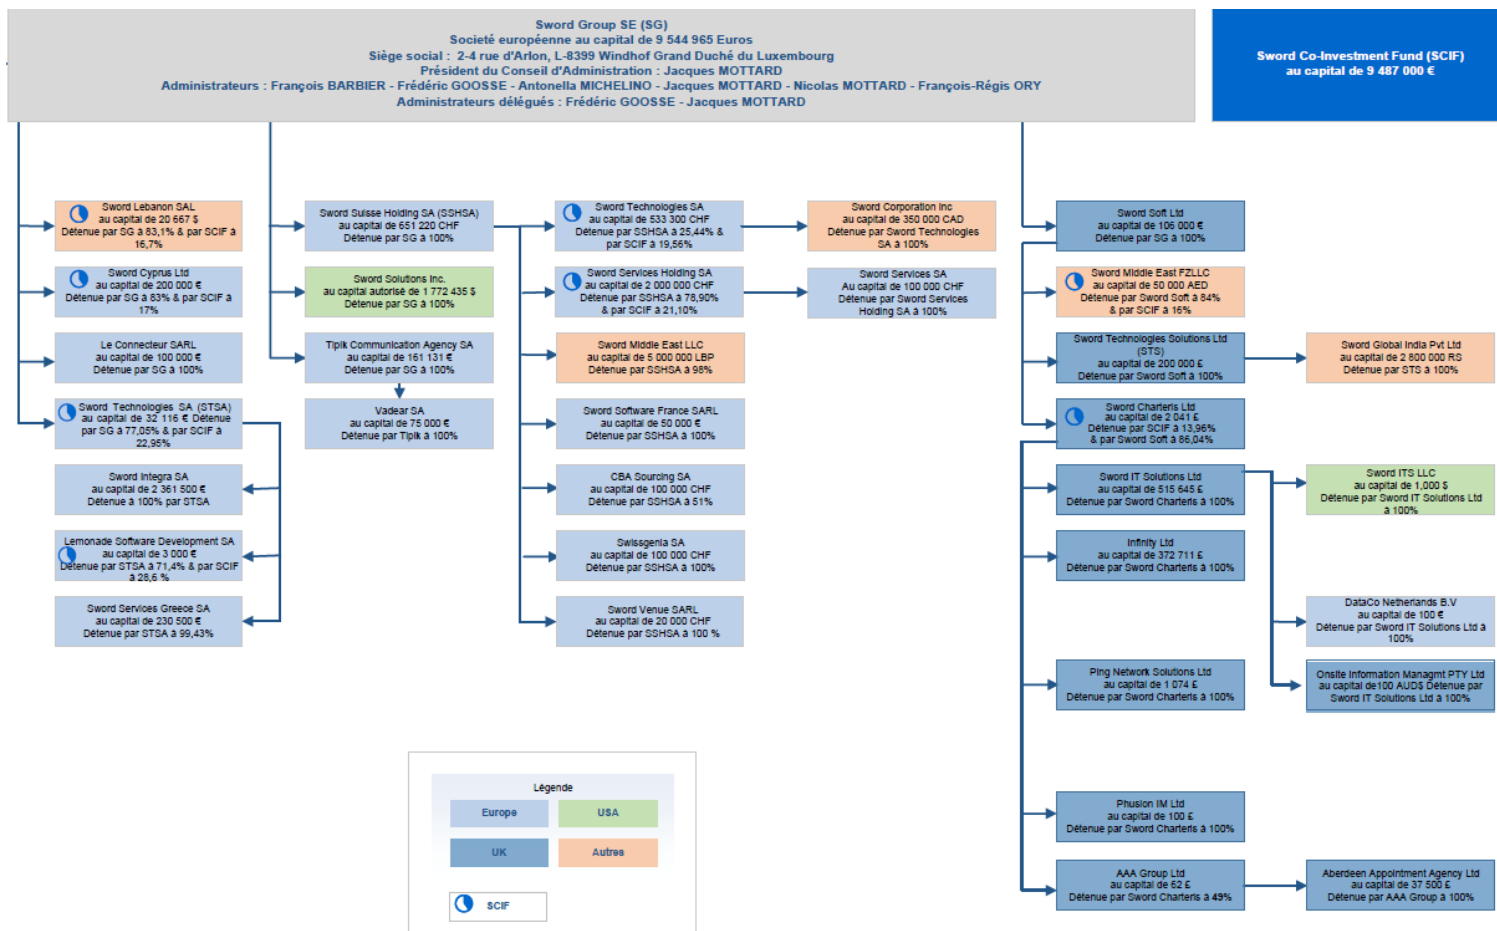 Sword Group SE (SG)
Societé européenne au capital de 9 544 965 Euros
Siège social : 2-4 rue d'Arlon, L-8399 Windhof Grand Duché du Luxembourg
Président du Conseil d'Administration : Jacques MOTTARD
Administrateurs : François BARBIER - Frédéric GOOSSE - Antonella MICHELINO - Jacques MOTTARD - Nicolas MOTTARD - François-Régis ORY
Administrateurs délégués : Frédéric GOOSSE - Jacques MOTTARD
Sword Co-Investment Fund (SCIF)
au capital de 9 487 000 €
Sword Lebanon SAL
au capital de 20 667 $
Détenue par SG à 83,1% & par SCIF à
16,7%
Sword Cyprus Ltd
au capital de 200 000 €
Détenue par SG à 83% & par SCIF à
17%
Le Connecteur SARL
au capital de 100 000 €
Détenue par SG à 100%
Sword Technologies SA (STSA)
au capital de 32 116 € Détenue
par SG à 77,05% & par SCIF à
22,95%
Sword Integra SA
au capital de 2 361 500 €
Détenue à 100% par STSA
Lemonade Software Development SA
au capital de 3 000 €
Détenue par STSA à 71,4% & par SCIF
à 28,6 %
Sword Services Greece SA
au capital de 230 500 €
Détenue par STSA à 99,43%
Sword Suisse Holding SA (SSHSA)
au capital de 651 220 CHF
Détenue par SG à 100%
Sword Solutions Inc.
au capital autorisé de 1 772 435 $
Détenue par SG à 100%
Tipik Communication Agency SA
au capital de 161 131 €
Détenue par SG à 100%
Vadear SA
au capital de 75 000 €
Détenue par Tipik à 100%
Sword Technologies SA
au capital de 533 300 CHF
Détenue par SSHSA à 25,44% &
par SCIF à 19,56%
Sword Services Holding SA
au capital de 2 000 000 CHF
Détenue par SSHSA à 78,90%
& par SCIF à 21,10%
Sword Middle East LLC
au capital de 5 000 000 LBP
Détenue par SSHSA à 98%
Sword Software France SARL
au capital de 50 000 €
Détenue par SSHSA à 100%
CBA Sourcing SA
au capital de 100 000 CHF
Détenue par SSHSA à 51%
Swissgenia SA
au capital de 100 000 CHF
Détenue par SSHSA à 100%
Sword Venue SARL
au capital de 20 000 CHF
Détenue par SSHSA à 100 %
Sword Corporation Inc
au capital de 350 000 CAD
Détenue par Sword Technologies
SA à 100%
Sword Services SA
Au capital de 100 000 CHF
Détenue par Sword Services
Holding SA à 100%
Sword Soft Ltd
au capital de 106 000 €
Détenue par SG à 100%
Sword Middle East FZLLC
au capital de 50 000 AED
Détenue par Sword Soft à 84%
& par SCIF à 16%
Sword Technologies Solutions Ltd
(STS)
au capital de 200 000 £
Détenue par Sword Soft à 100%
Sword Charteris Ltd
au capital de 2 041 £
Détenue par SCIF à 13,96%
& par Sword Soft à 86,04%
Sword IT Solutions Ltd
au capital de 515 645 £
Détenue par Sword Charteris à 100%
Infinity Ltd
au capital de 372 711 £
Détenue par Sword Charteris à 100%
Ping Network Solutions Ltd
au capital de 1 074 £
Détenue par Sword Charteris à 100%
Phusion IM Ltd
au capital de 100 £
Détenue par Sword Charteris à 100%
AAA Group Ltd
au capital de 62 £
Détenue par Sword Charteris à 49%
Sword Global India Pvt Ltd
au capital de 2 800 000 RS
Détenue par STS à 100%
Sword ITS LLC
au capital de 1,000 $
Détenue par Sword IT Solutions Ltd
à 100%
DataCo Netherlands B.V
au capital de 100 €
Détenue par Sword IT Solutions Ltd à
100%
Onsite Information Managmt PTY Ltd
au capital de100 AUD$ Détenue par
Sword IT Solutions Ltd à 100%
Aberdeen Appointment Agency Ltd
au capital de 37 500 £
Détenue par AAA Group à 100%
Légende
Europe
USA
UK
Autres
SCIF